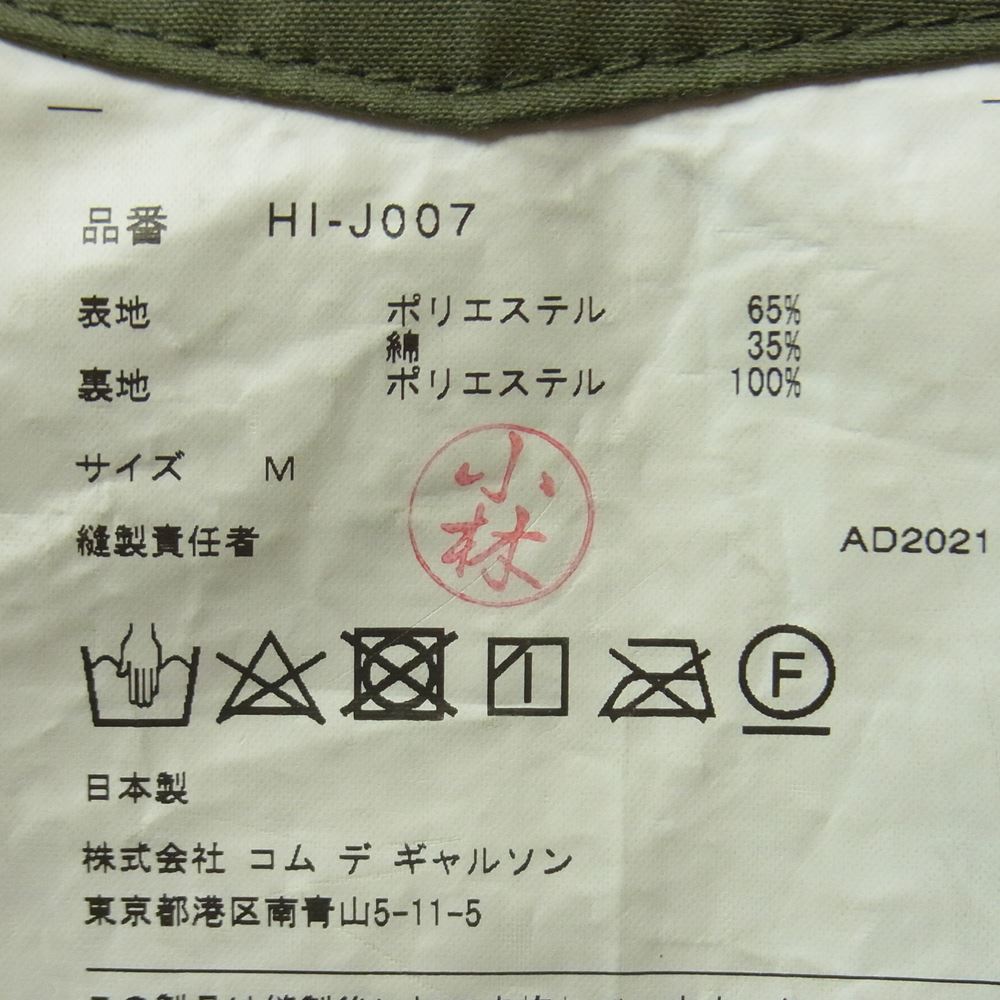 品番 HI-J007
表地 ポリエステル 65%
綿 35%
裏地 ポリエステル 100%
サイズ M
小林
縫製責任者 AD2021
F
日本製
株式会社 コム デ ギャルソン
東京都港区南青山5-11-5